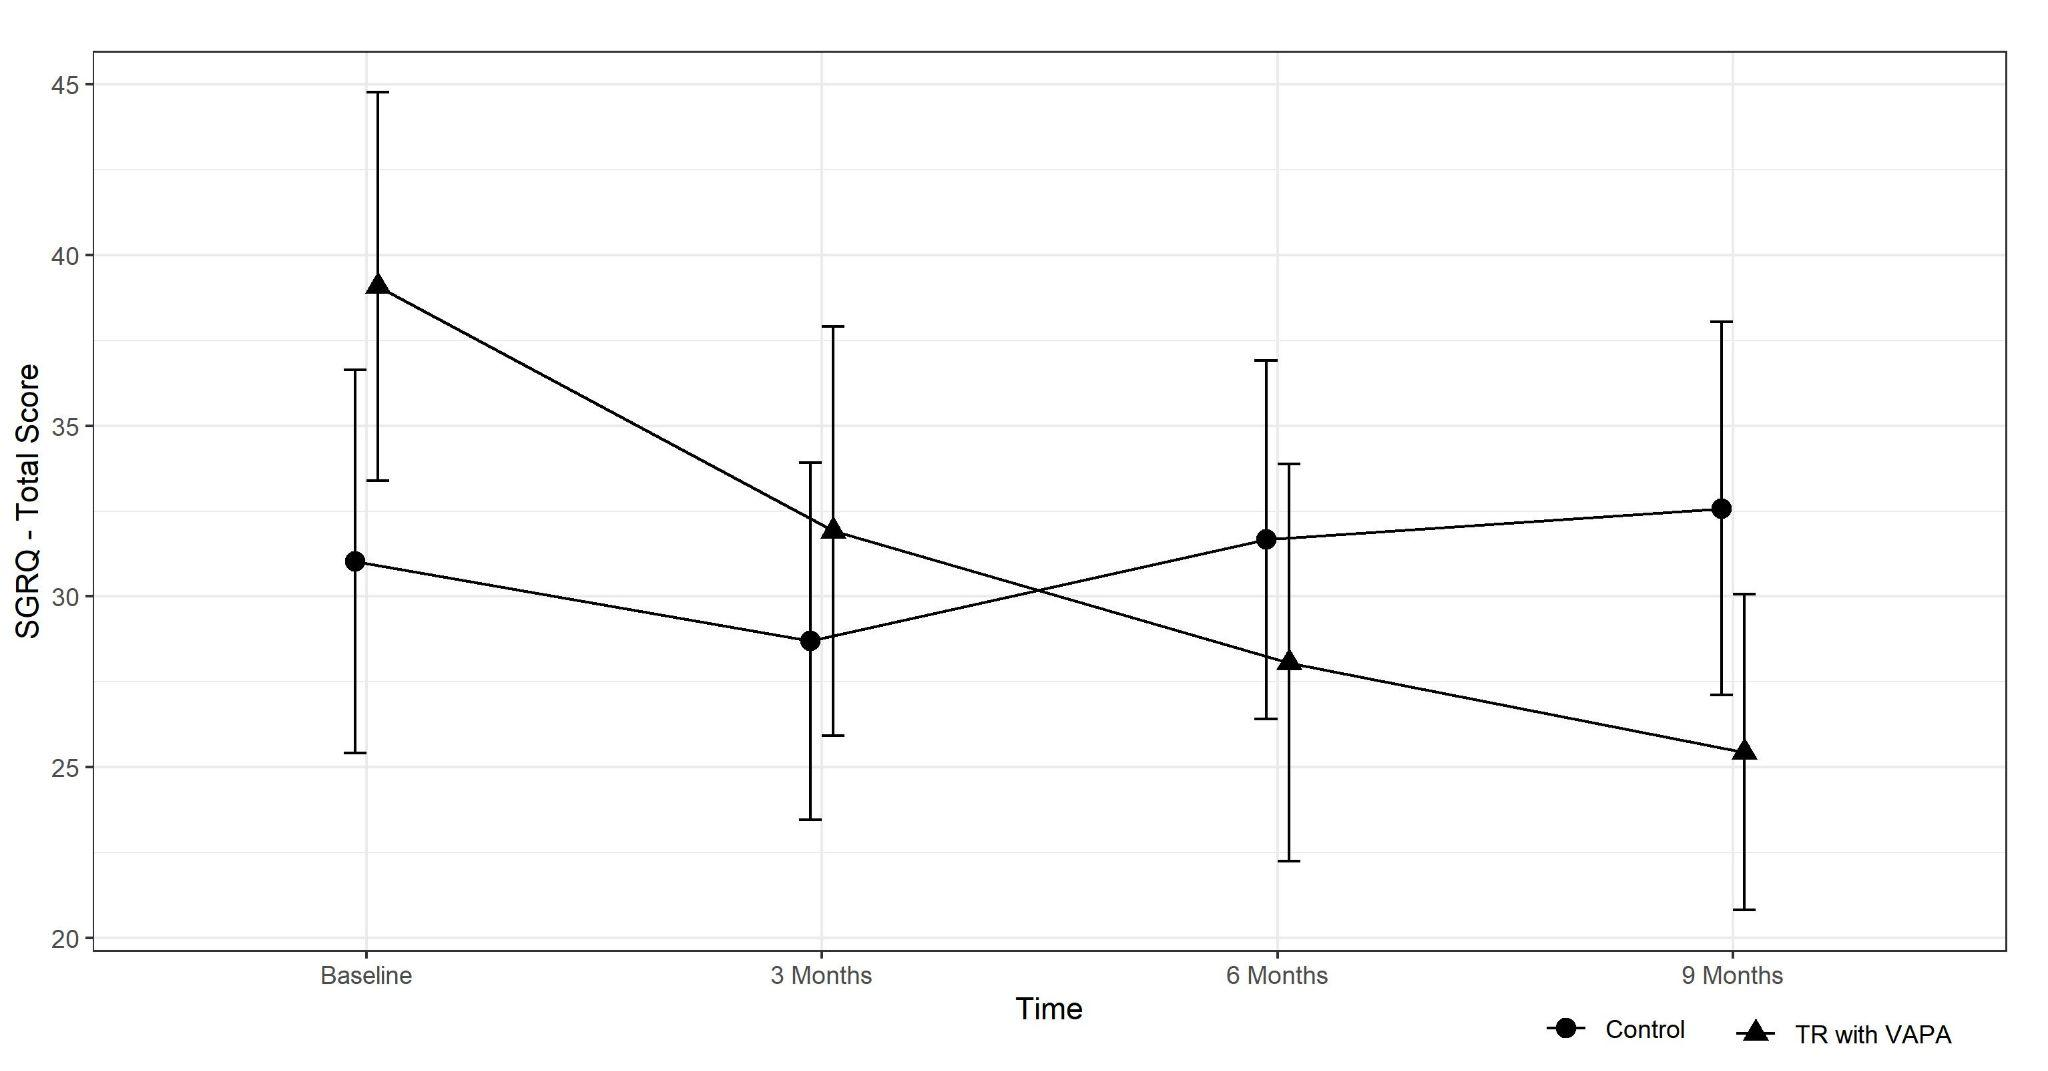 45
40
35
30
25
20
SGRQ - Total Score
Baseline
3 Months
6 Months
9 Months
Time
Control
TR with VAPA